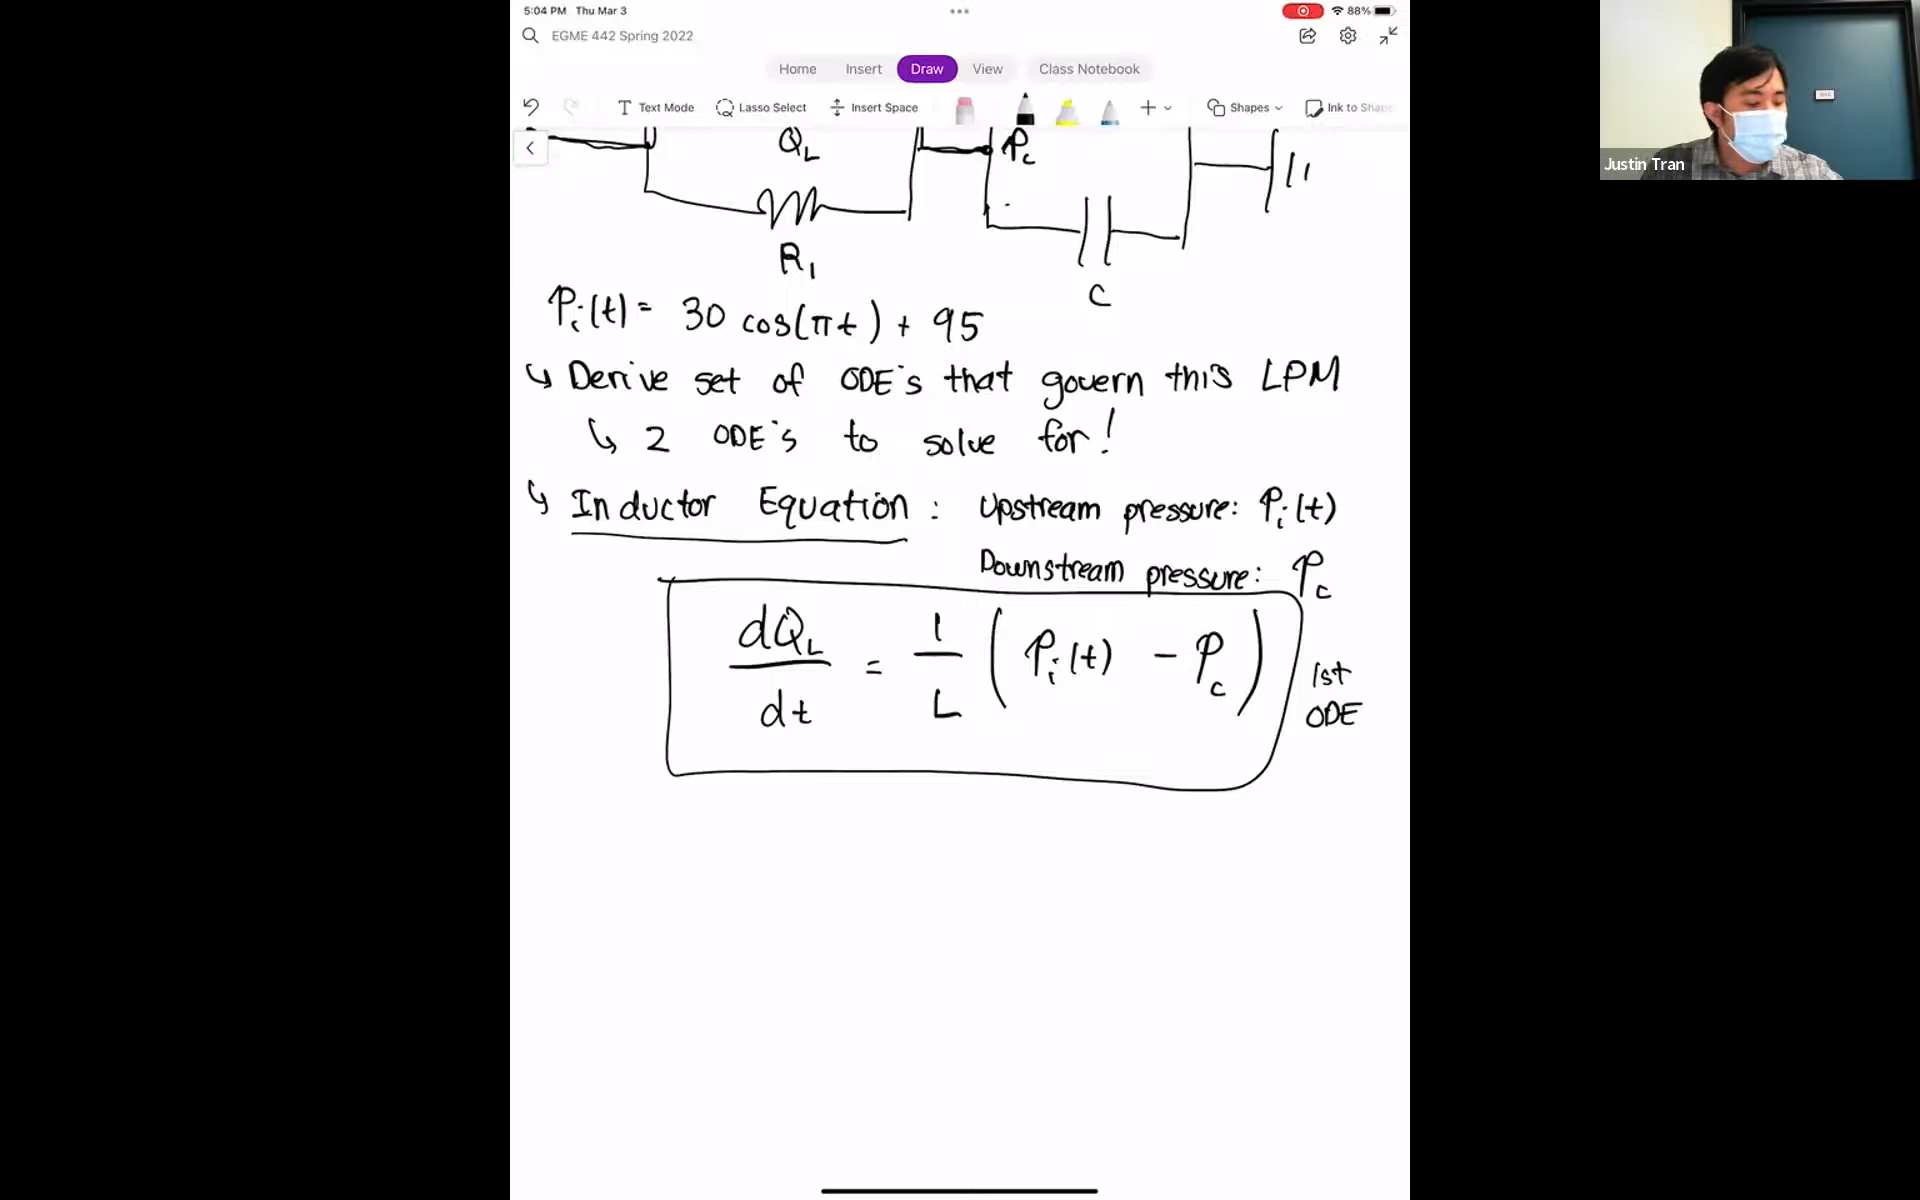 5:04 PM Thu Mar 3
88%
EGME 442 Spring 2022
Home Insert Draw View Class Notebook
Text Mode Lasso Select Insert Space Shapes Ink to Shape
Q_L P_c
R_1
C
P_i(t) = 30 cos(πt) + 95
↳ Derive set of ODE's that govern this LPM
↳ 2 ODE's to solve for!
↳ Inductor Equation : Upstream pressure: P_i(t)
Downstream pressure: P_c
dQ_L/dt = 1/L (P_i(t) - P_c)
1st
ODE
Justin Tran